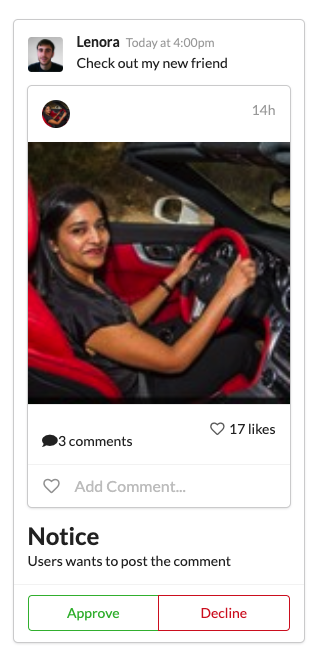 Lenora Today at 4:00pm
Check out my new friend
14h
17 likes
3 comments
Add Comment...
Notice
Users wants to post the comment
Approve Decline